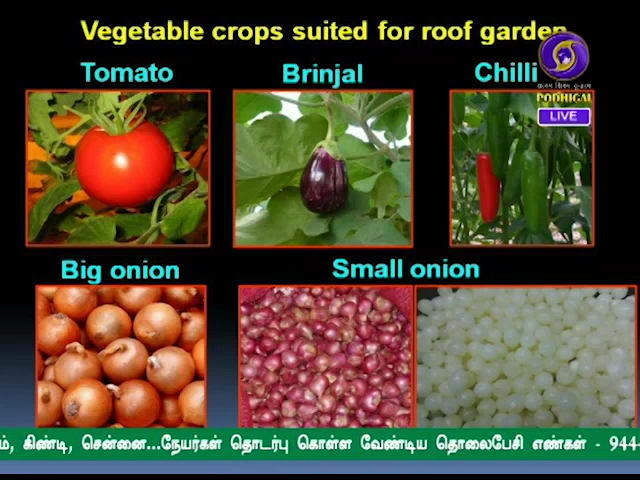 Vegetable crops suited for roof garden
Tomato
Brinjal
Chilli
PODHIGAI
LIVE
Big onion
Small onion
ம், கிண்டி, சென்னை...நேயர்கள் தொடர்பு கொள்ள வேண்டிய தொலைபேசி எண்கள் - 944-